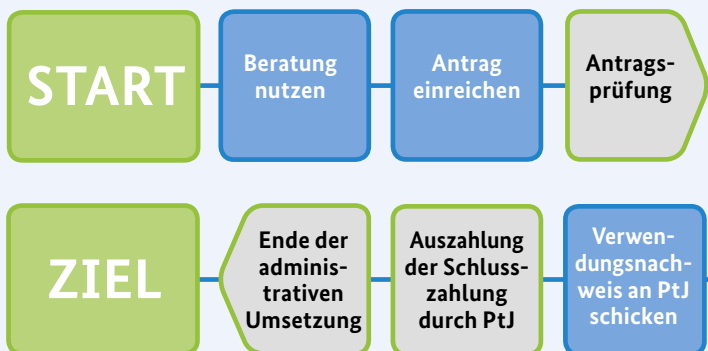 START
Beratung
nutzen
Antrag
einreichen
Antrags-
prüfung
ZIEL
Ende der
adminis-
trativen
Umsetzung
Auszahlung
der Schluss-
zahlung
durch PtJ
Verwen-
dungsnach-
weis an PtJ
schicken